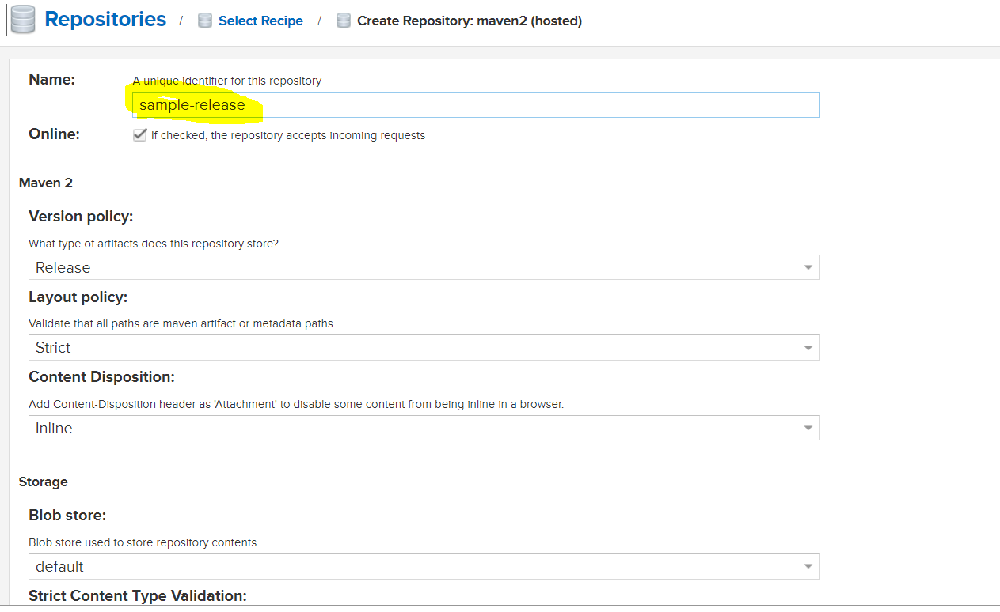 Repositories / Select Recipe / Create Repository: maven2 (hosted)
Name: A unique identifier for this repository
sample-release
Online: If checked, the repository accepts incoming requests
Maven 2
Version policy:
What type of artifacts does this repository store?
Release
Layout policy:
Validate that all paths are maven artifact or metadata paths
Strict
Content Disposition:
Add Content-Disposition header as 'Attachment' to disable some content from being inline in a browser.
Inline
Storage
Blob store:
Blob store used to store repository contents
default
Strict Content Type Validation: